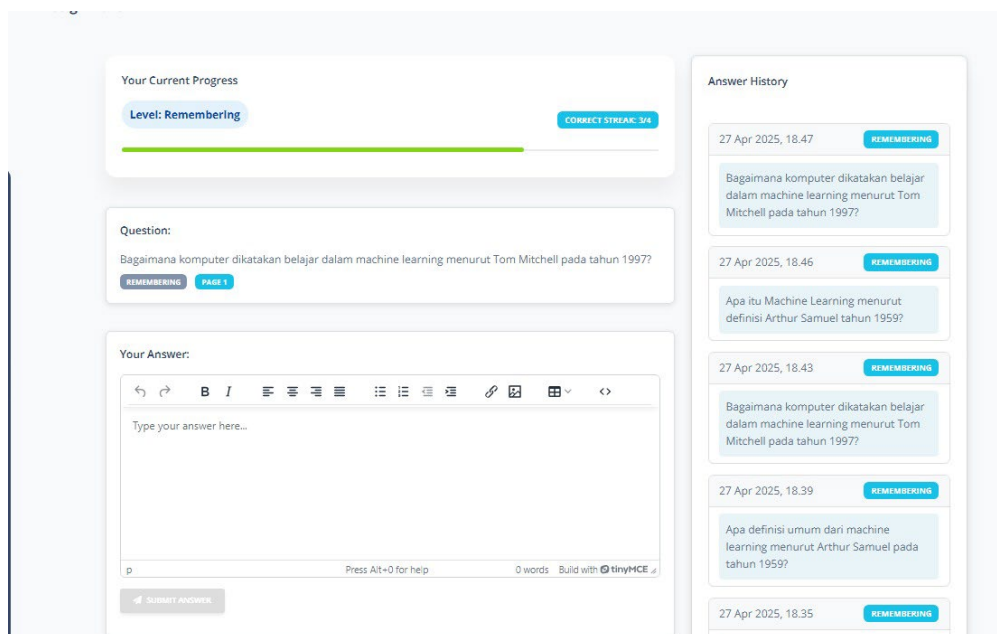 Your Current Progress
Level: Remembering
CORRECT STREAK: 3/4
Question:
Bagaimana komputer dikatakan belajar dalam machine learning menurut Tom Mitchell pada tahun 1997?
REMEMBERING PAGE 1
Your Answer:
B I
Type your answer here...
p Press Alt+0 for help 0 words Build with tinyMCE
SUBMIT ANSWER
Answer History
27 Apr 2025, 18.47 REMEMBERING
Bagaimana komputer dikatakan belajar
dalam machine learning menurut Tom
Mitchell pada tahun 1997?
27 Apr 2025, 18.46 REMEMBERING
Apa itu Machine Learning menurut
definisi Arthur Samuel tahun 1959?
27 Apr 2025, 18.43 REMEMBERING
Bagaimana komputer dikatakan belajar
dalam machine learning menurut Tom
Mitchell pada tahun 1997?
27 Apr 2025, 18.39 REMEMBERING
Apa definisi umum dari machine
learning menurut Arthur Samuel pada
tahun 1959?
27 Apr 2025, 18.35 REMEMBERING